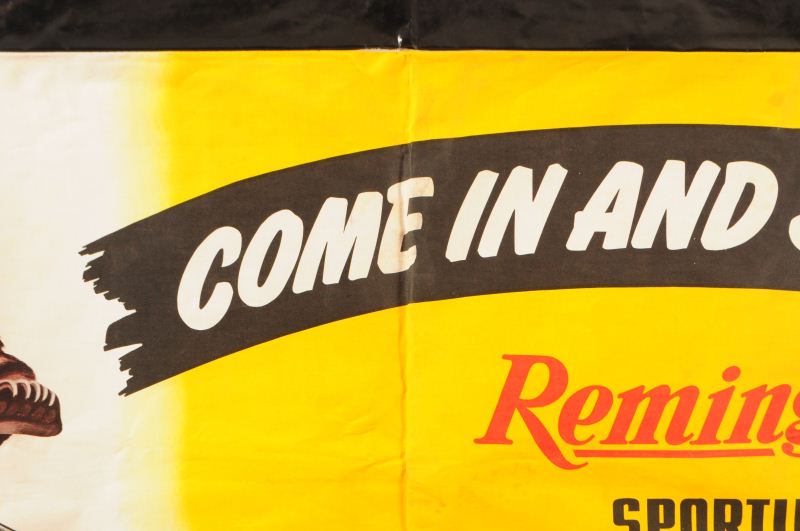 COME IN AND
Reming
SPORTI